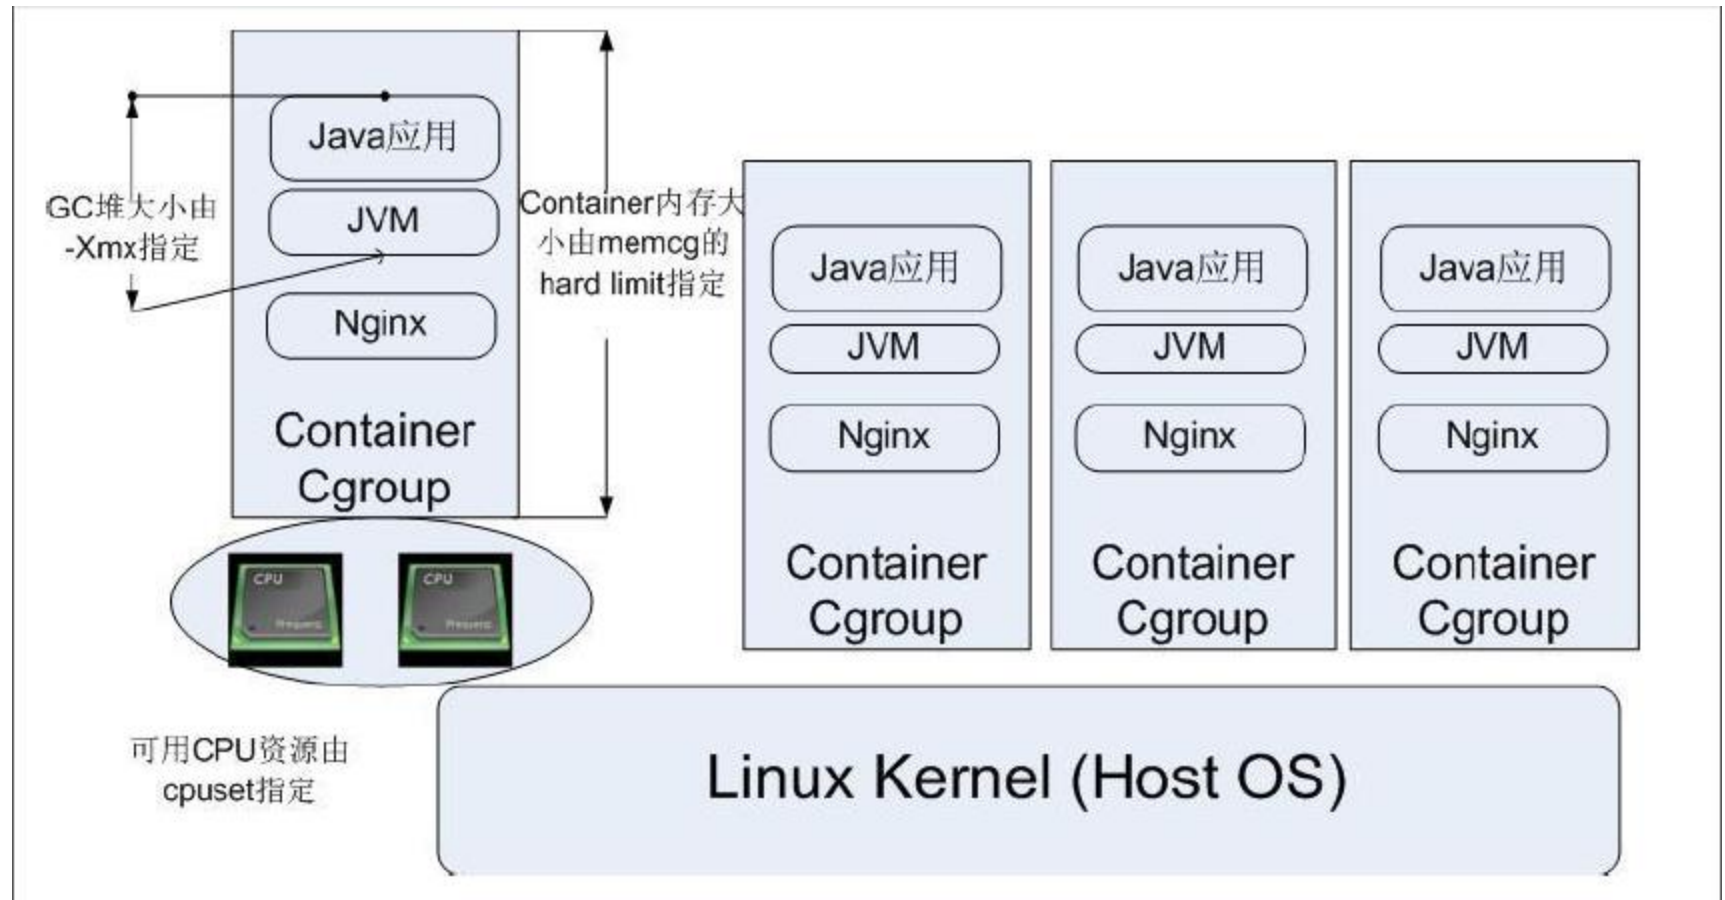 Java应用
JVM
Nginx
Container
Cgroup
GC堆大小由
-Xmx指定
Container内存大
小由memcg的
hard limit指定
CPU
CPU
可用CPU资源由
cpuset指定
Java应用
JVM
Nginx
Container
Cgroup
Java应用
JVM
Nginx
Container
Cgroup
Java应用
JVM
Nginx
Container
Cgroup
Linux Kernel (Host OS)